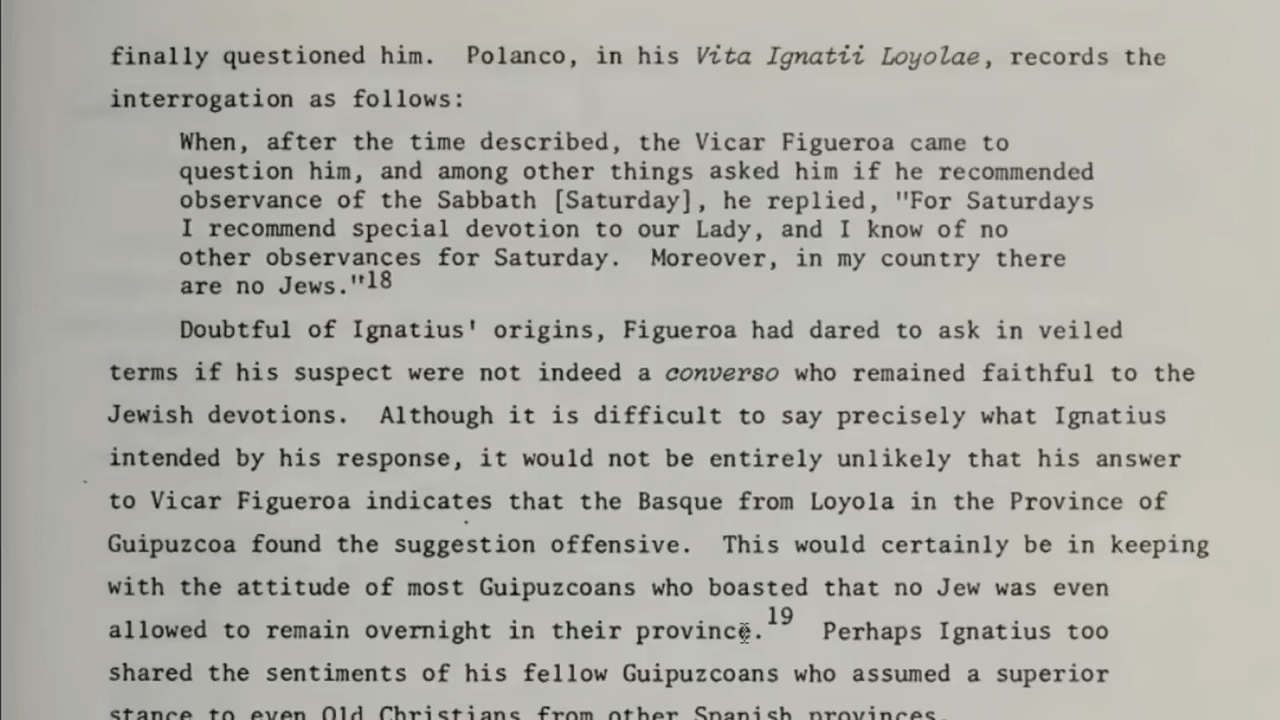 finally questioned him. Polanco, in his Vita Ignatii Loyolae, records the
interrogation as follows:
When, after the time described, the Vicar Figueroa came to
question him, and among other things asked him if he recommended
observance of the Sabbath [Saturday], he replied, "For Saturdays
I recommend special devotion to our Lady, and I know of no
other observances for Saturday. Moreover, in my country there
are no Jews."18
Doubtful of Ignatius' origins, Figueroa had dared to ask in veiled
terms if his suspect were not indeed a converso who remained faithful to the
Jewish devotions. Although it is difficult to say precisely what Ignatius
intended by his response, it would not be entirely unlikely that his answer
to Vicar Figueroa indicates that the Basque from Loyola in the Province of
Guipuzcoa found the suggestion offensive. This would certainly be in keeping
with the attitude of most Guipuzcoans who boasted that no Jew was even
allowed to remain overnight in their province.19 Perhaps Ignatius too
shared the sentiments of his fellow Guipuzcoans who assumed a superior
stance to even Old Christians from other Spanish provinces.